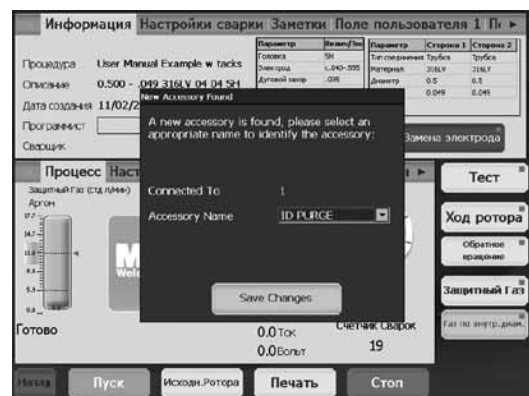 Информация Настройки сварки Заметки Поле пользователя 1
Процедура User Manual Example w tacks
Описание 0.500 - .049 316LV 04 04 SH
Дата создания 11/02/2
Программист
Сварщик
Параметр
Головка SH
Электрод
Дуговой зазор .035
Параметр Сторона 1 Сторона 2
Тип соединения Трубка Трубка
Материал 316LV 316LV
Диаметр 0.5 0.5
0.049 0.049
Замена электрода
New Accessory Found
A new accessory is found, please select an
appropriate name to identify the accessory:
Connected To 1
Accessory Name ID PURGE
Save Changes
Процесс
Защитный Газ (стд л/мин)
Аргон
Готово
0.0 Ток
0.0 Вольт
Счетчик Сварок
19
Тест
Ход ротора
Обратное
вращение
Защитный Газ
Газ по внутр.диам.
Назад Пуск Исходн.Ротора Печать Стоп